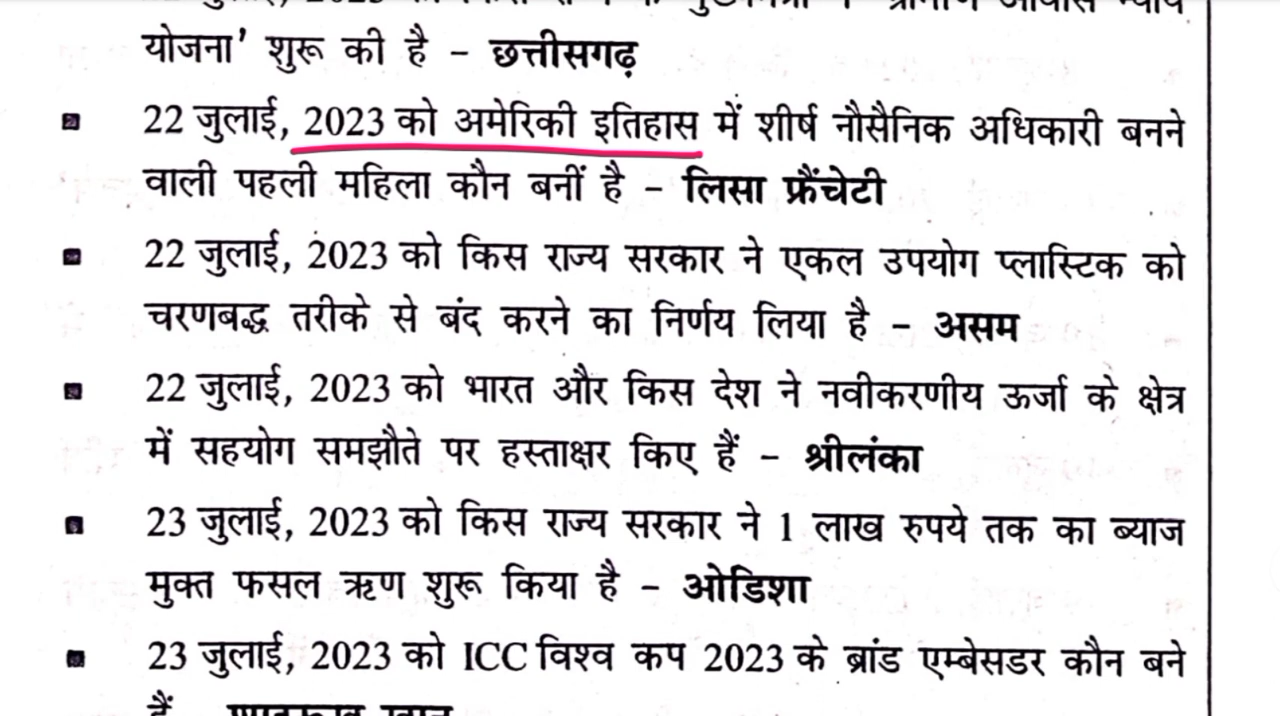 योजना' शुरू की है - छत्तीसगढ़
22 जुलाई, 2023 को अमेरिकी इतिहास में शीर्ष नौसैनिक अधिकारी बनने
वाली पहली महिला कौन बनीं है - लिसा फ्रैंचेटी
22 जुलाई, 2023 को किस राज्य सरकार ने एकल उपयोग प्लास्टिक को
चरणबद्ध तरीके से बंद करने का निर्णय लिया है - असम
22 जुलाई, 2023 को भारत और किस देश ने नवीकरणीय ऊर्जा के क्षेत्र
में सहयोग समझौते पर हस्ताक्षर किए हैं - श्रीलंका
23 जुलाई, 2023 को किस राज्य सरकार ने 1 लाख रुपये तक का ब्याज
मुक्त फसल ऋण शुरू किया है - ओडिशा
23 जुलाई, 2023 को ICC विश्व कप 2023 के ब्रांड एम्बेसडर कौन बने
हैं